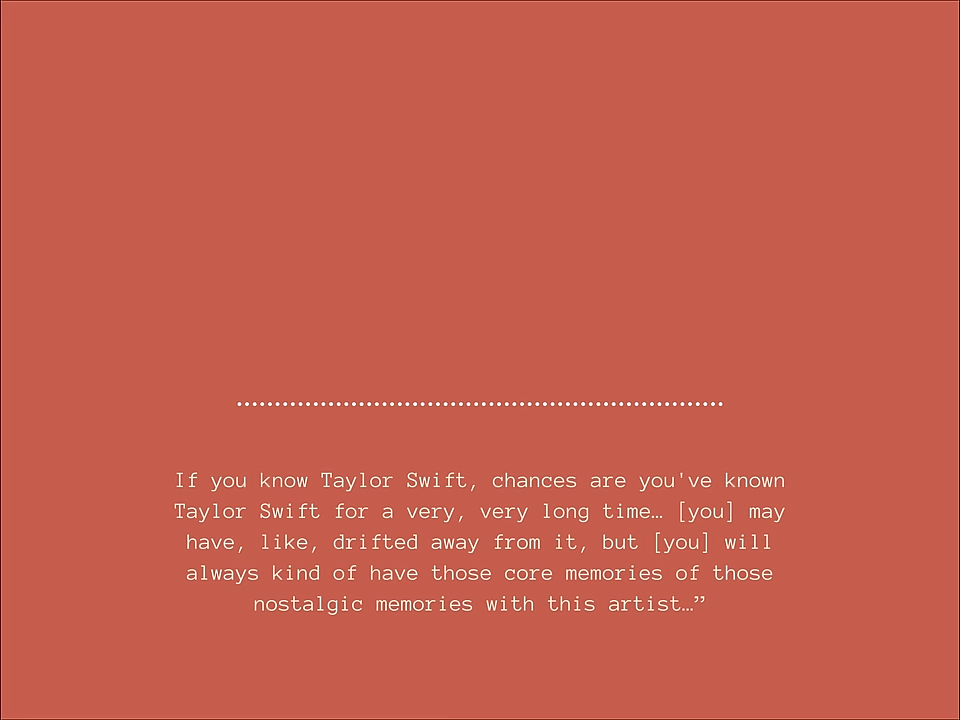 If you know Taylor Swift, chances are you've known
Taylor Swift for a very, very long time… [you] may
have, like, drifted away from it, but [you] will
always kind of have those core memories of those
nostalgic memories with this artist…”